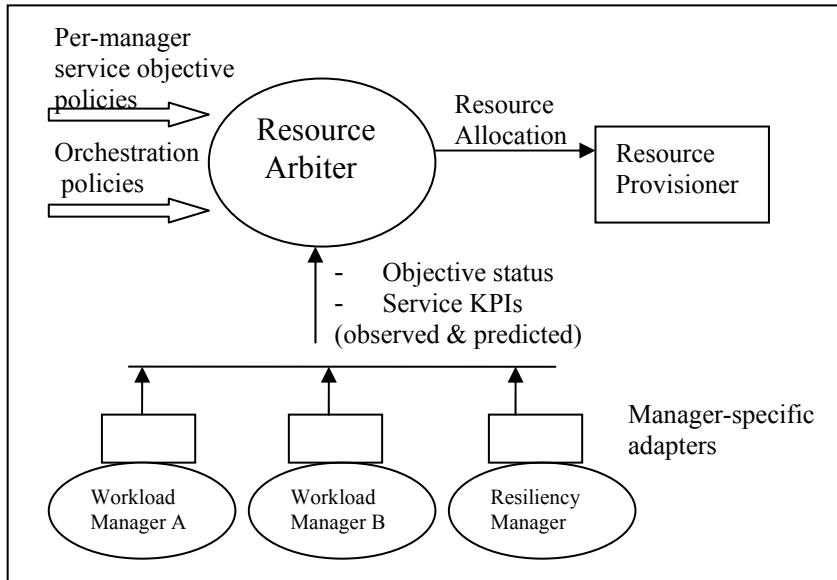 Per-manager
service objective
policies
Orchestration
policies
Resource
Arbiter
Resource
Allocation
Resource
Provisioner
- Objective status
- Service KPIs
(observed & predicted)
Manager-specific
adapters
Workload
Manager A
Workload
Manager B
Resiliency
Manager